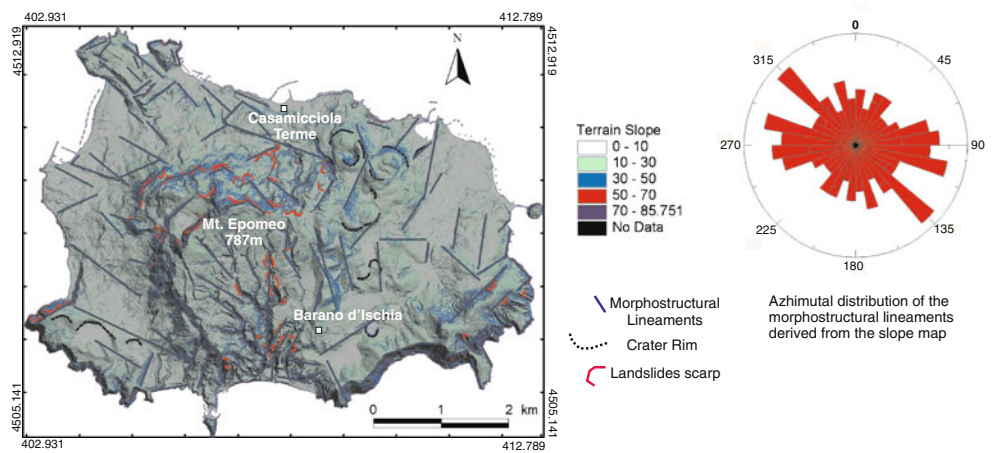 402.931
412.789
4512.919
4512.919
N
Casamicciola
Terme
Mt. Epomeo
787m
Barano d'Ischia
0 1 2 km
4505.141
4505.141
402.931
412.789
Terrain Slope
0 - 10
10 - 30
30 - 50
50 - 70
70 - 85.751
No Data
Morphostructural
Lineaments
Crater Rim
Landslides scarp
0
45
90
135
180
225
270
315
Azhimutal distribution of the
morphostructural lineaments
derived from the slope map